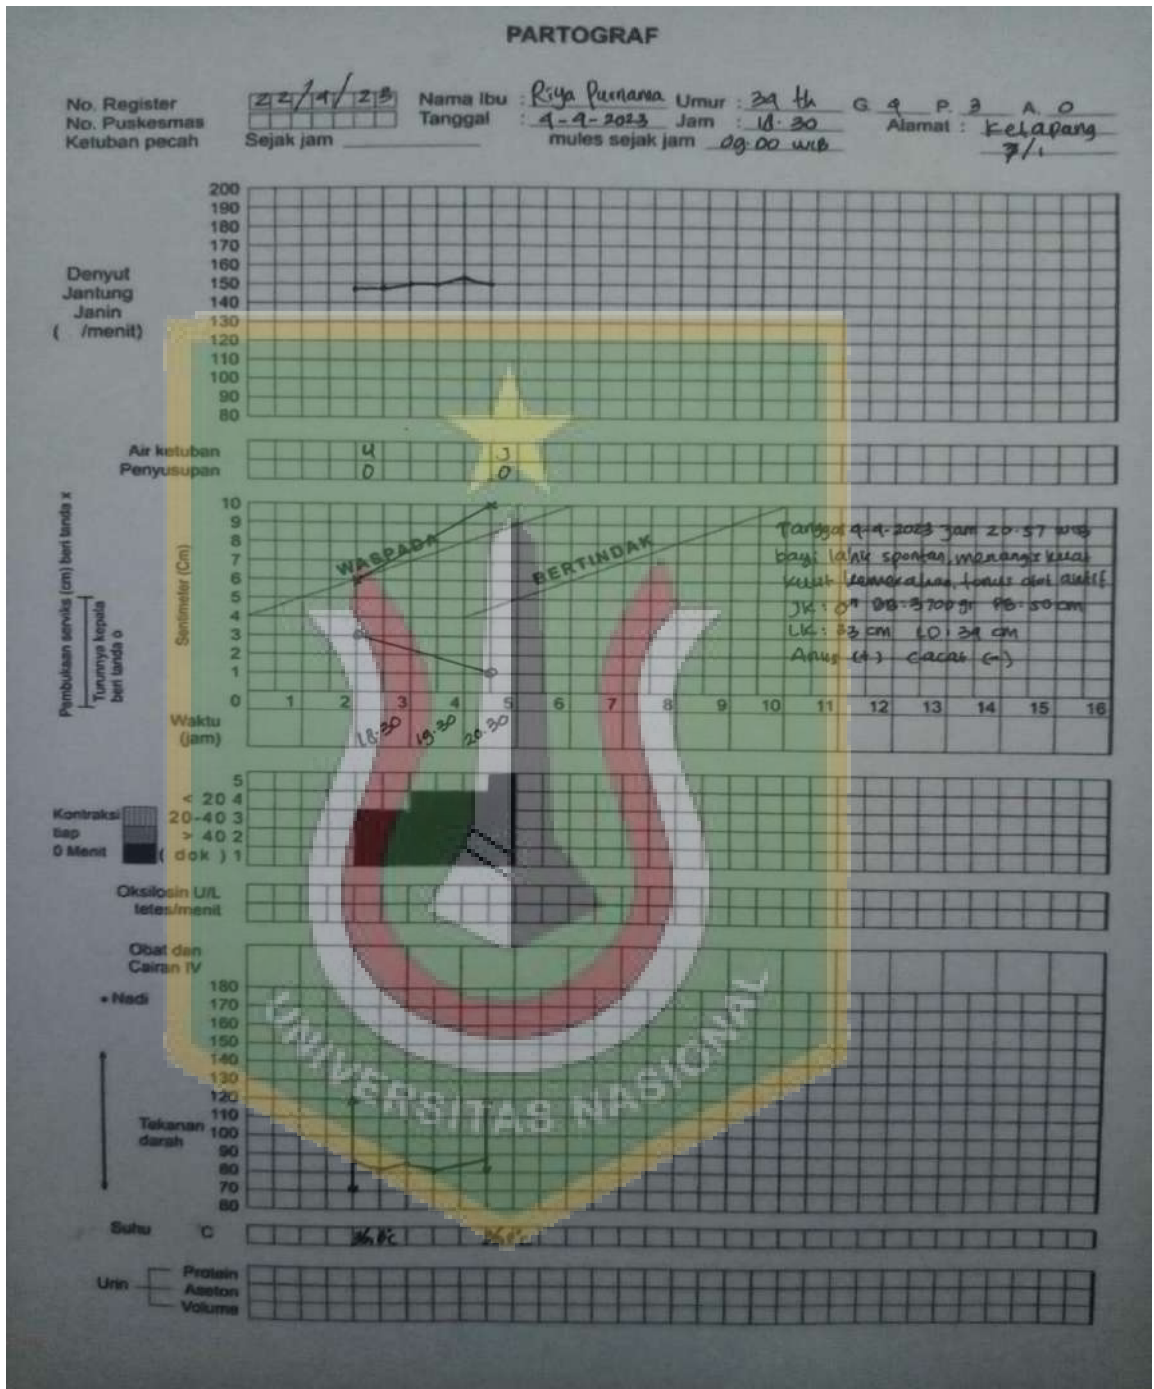 PARTOGRAF
No. Register 22/4/23 Nama Ibu : Riya Purnama Umur : 34 th G. 4 P. 3 A. 0
No. Puskesmas Tanggal : 4-4-2023 Jam : 18.30 Alamat : Kelapang
Ketuban pecah Sejak jam mules sejak jam 09.00 WIB
200
190
180
170
160
150
140
130
120
110
100
90
80
Denyut
Jantung
Janin
( /menit)
Air ketuban U J
Penyusupan 0 0
Pembukaan serviks (cm) beri tanda x
Turunnya kepala
beri tanda o
Sentimeter (Cm)
10
9
8
7
6
5
4
3
2
1
0
WASPADA
BERTINDAK
Tanggal 4-4-2023 Jam 20.57 WIB
bayi lahir spontan, menangis kuat
kulit kemerahan, tonus otot aktif
JK : ♂ BB: 3700 gr PB: 50 cm
LK : 33 cm LD: 34 cm
Anus (+) cacat (-)
1 2 3 4 5 6 7 8 9 10 11 12 13 14 15 16
Waktu
(jam)
18.30 19.30 20.30
Kontraksi
tiap
0 Menit
5
< 20 4
20-40 3
> 40 2
( dok ) 1
Oksilosin U/L
tetes/menit
Obat dan
Cairan IV
• Nadi
Tekanan
darah
180
170
160
150
140
130
120
110
100
90
80
70
60
UNIVERSITAS NASIONAL
Suhu °C
Urin
Protein
Aseton
Volume